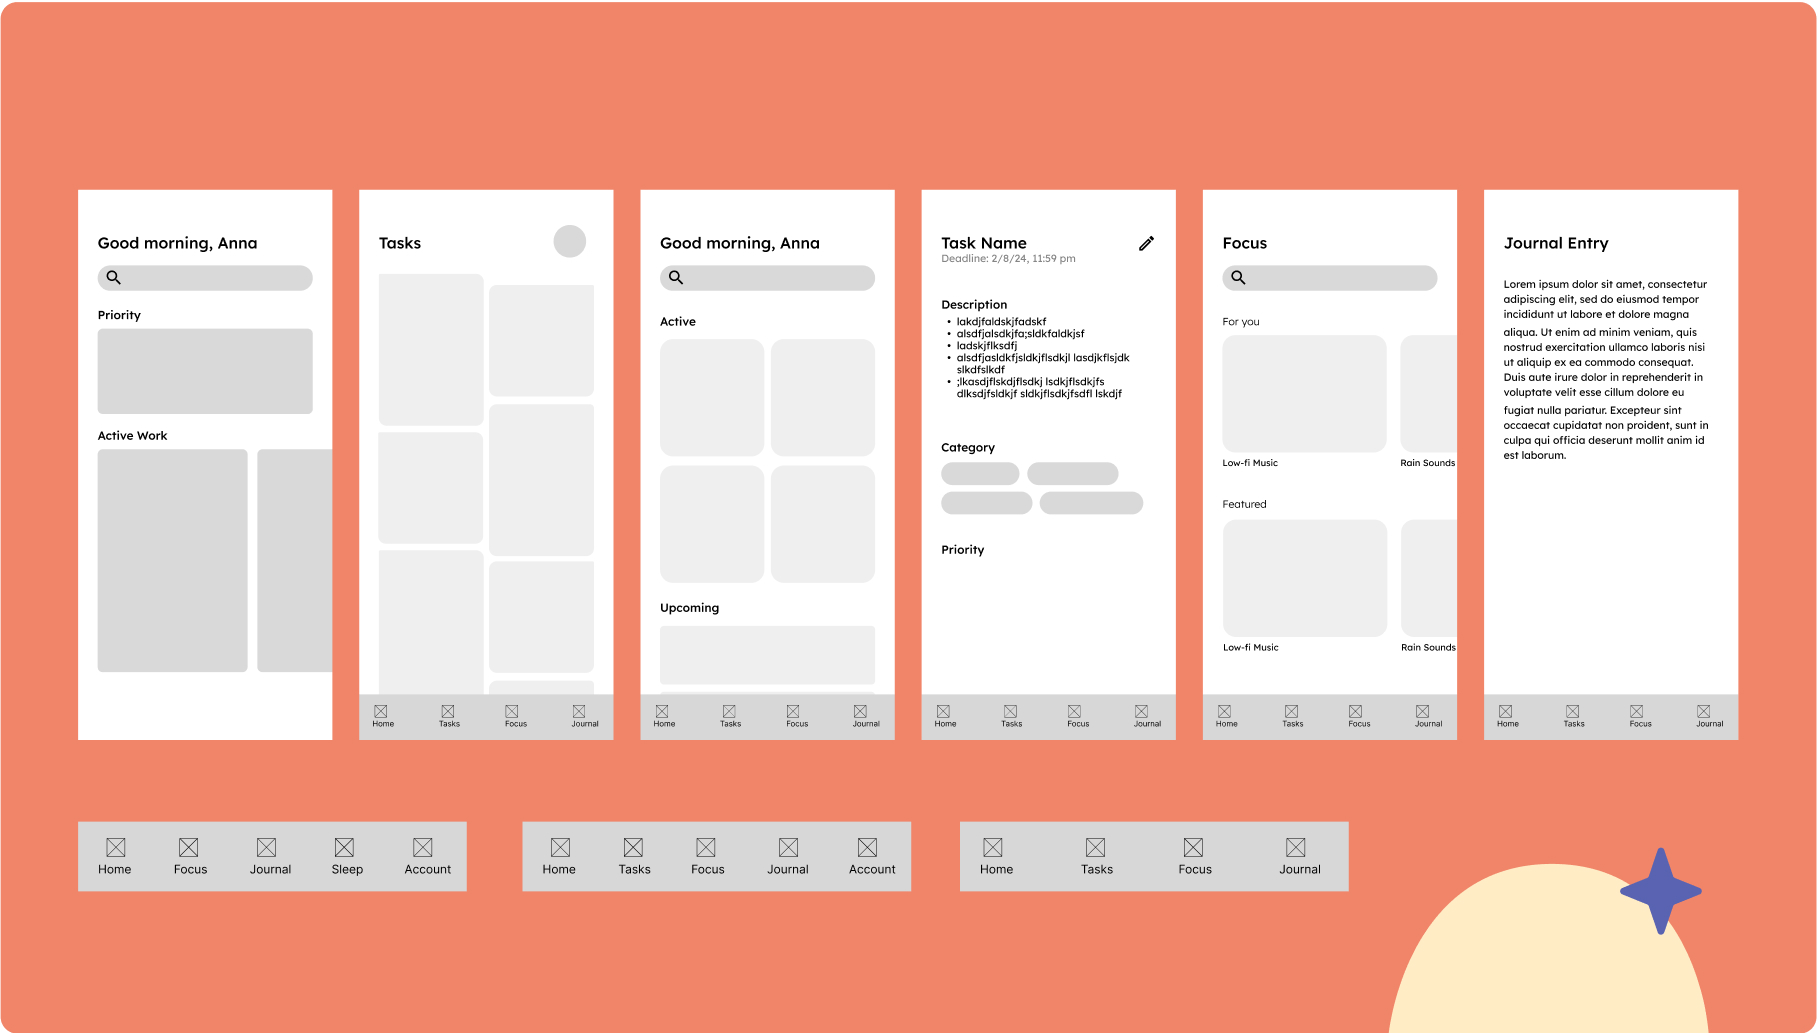 Good morning, Anna
Priority
Active Work
Tasks
Home Tasks Focus Journal
Good morning, Anna
Active
Upcoming
Home Tasks Focus Journal
Task Name
Deadline: 2/8/24, 11:59 pm
Description
• lakdjfaldskjfadskf
• alsdfjalsdkjfa;sldkfaldkjsf
• ladskjflksdfj
• alsdfjasldkfjsldkjflsdkjl lasdjkflsjdk
slkdfslkdf
• ;lkasdjflskdjflsdkj lsdkjflsdkjfs
dlksdjfsldkjf sldkjflsdkjfsdfl lskdjf
Category
Priority
Home Tasks Focus Journal
Focus
For you
Low-fi Music Rain Sounds
Featured
Low-fi Music Rain Sounds
Home Tasks Focus Journal
Journal Entry
Lorem ipsum dolor sit amet, consectetur
adipiscing elit, sed do eiusmod tempor
incididunt ut labore et dolore magna
aliqua. Ut enim ad minim veniam, quis
nostrud exercitation ullamco laboris nisi
ut aliquip ex ea commodo consequat.
Duis aute irure dolor in reprehenderit in
voluptate velit esse cillum dolore eu
fugiat nulla pariatur. Excepteur sint
occaecat cupidatat non proident, sunt in
culpa qui officia deserunt mollit anim id
est laborum.
Home Tasks Focus Journal
Home Focus Journal Sleep Account
Home Tasks Focus Journal Account
Home Tasks Focus Journal